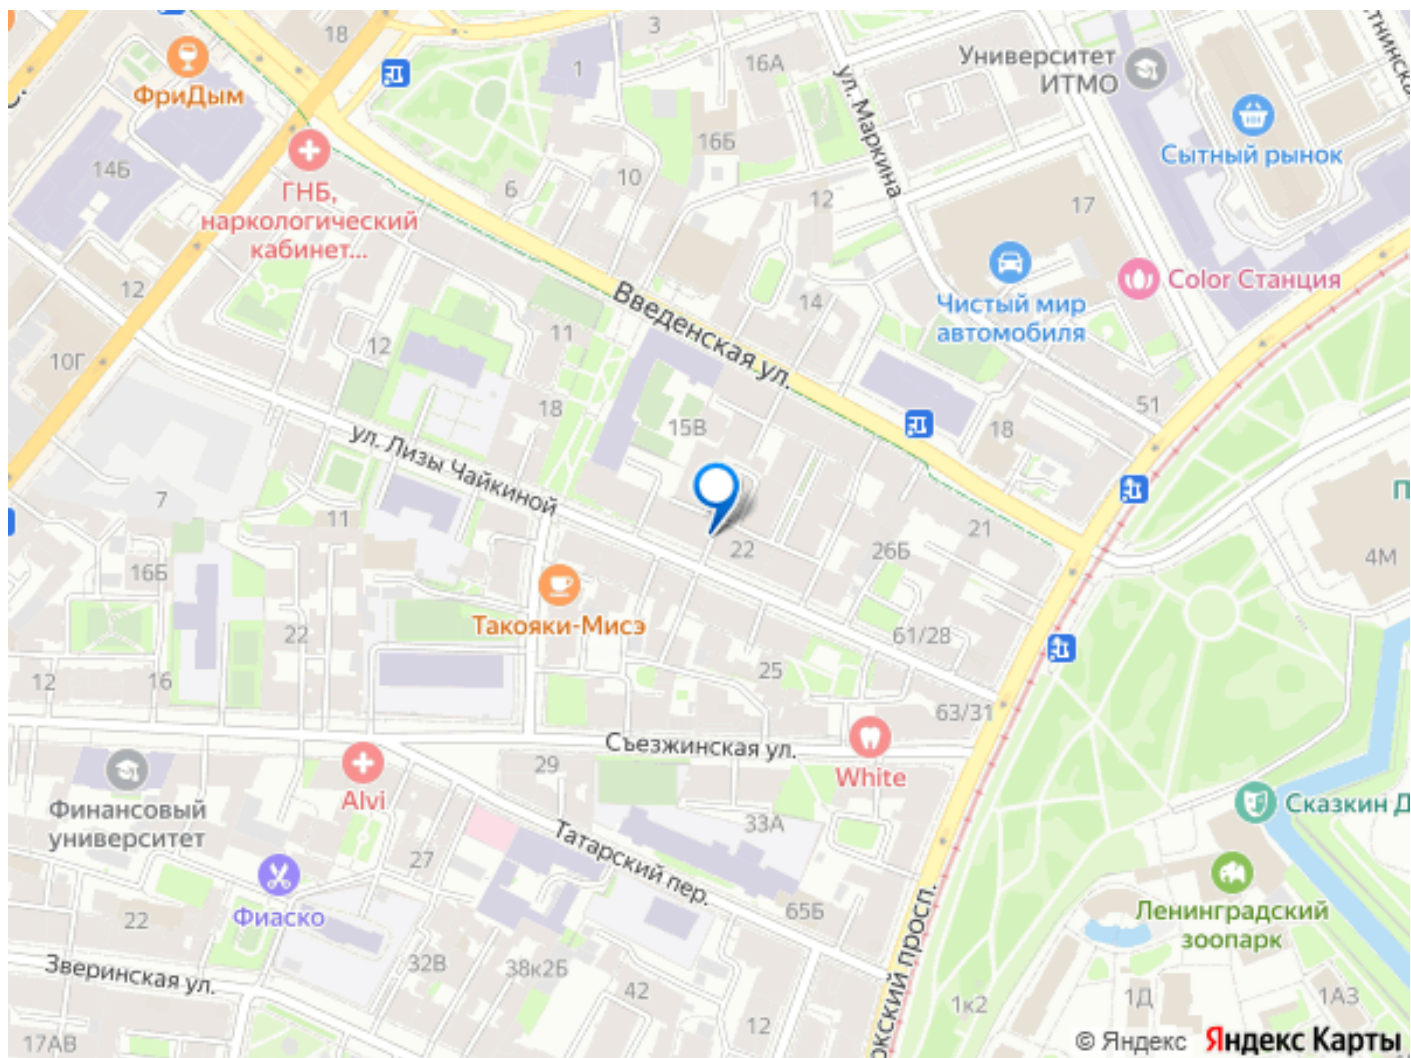 18
3
16А
1
Университет
ИТМО
ул. Маркина
ФриДым
Сытный рынок
14Б
16Б
ГНБ,
наркологический
кабинет...
6
10
12
17
Color Станция
12
Введенская ул.
14
Чистый мир
автомобиля
11
10Г
12
18
15В
18
51
ул. Лизы Чайкиной
7
11
22
26Б
21
4М
16Б
Такояки-Мисэ
22
61/28
12
16
25
63/31
Съезжинская ул.
White
29
Alvi
Финансовый
университет
33А
Сказкин Д
Татарский пер.
27
Фиаско
22
65Б
Ленинградский
зоопарк
Зверинская ул.
32В
38к2Б
42
12
1к2
1Д
1А3
17АВ
© Яндекс Яндекс Карты